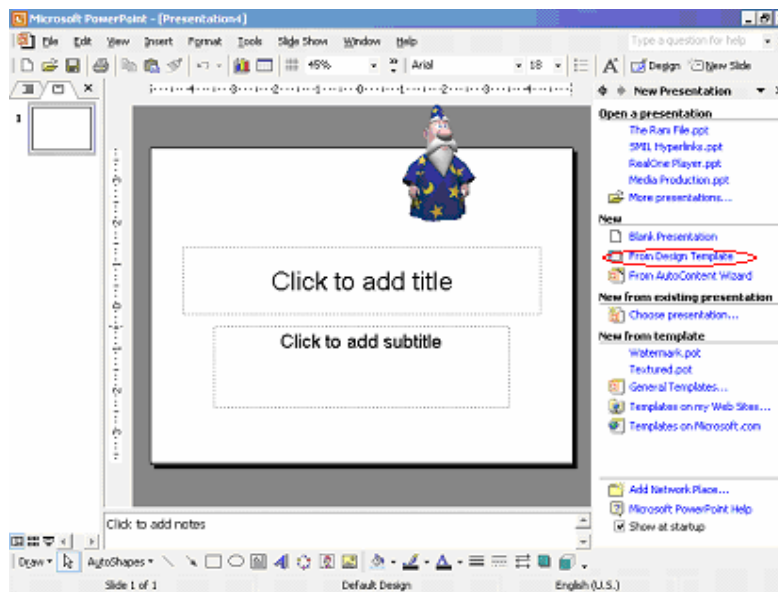 Microsoft PowerPoint - [Presentation4]
File Edit View Insert Format Tools Slide Show Window Help
Type a question for help
45% Arial 18 Design New Slide
New Presentation
Open a presentation
The Ram File.ppt
SMIL Hyperlinks.ppt
RealOne Player.ppt
Media Production.ppt
More presentations...
New
Blank Presentation
From Design Template
From AutoContent Wizard
New from existing presentation
Choose presentation...
New from template
Watermark.pot
Textured.pot
General Templates...
Templates on my Web Sites...
Templates on Microsoft.com
Add Network Place...
Microsoft PowerPoint Help
Show at startup
1
Click to add title
Click to add subtitle
Click to add notes
Draw AutoShapes
Slide 1 of 1 Default Design English (U.S.)